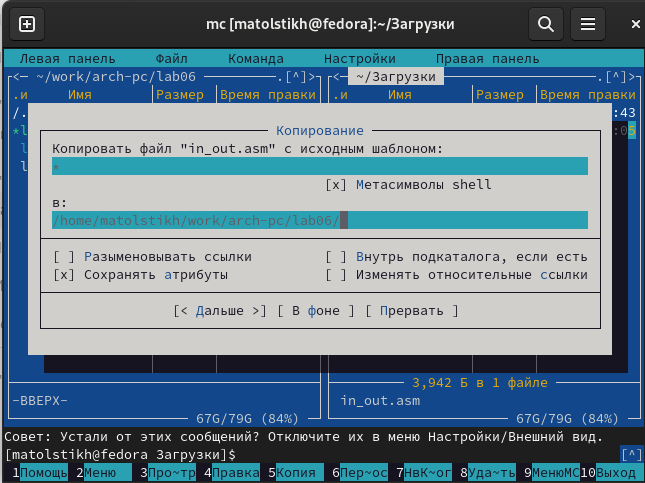 mc [matolstikh@fedora]:~/Загрузки
Левая панель Файл Команда Настройки Правая панель
<— ~/work/arch-pc/lab06 .[^]> <— ~/Загрузки .[^]>
.и Имя Размер Время правки .и Имя Размер Время правки
/. :43
*l :05
l
l
Копирование
Копировать файл "in_out.asm" с исходным шаблоном:
*
[x] Метасимволы shell
в:
/home/matolstikh/work/arch-pc/lab06/
[ ] Разыменовывать ссылки [ ] Внутрь подкаталога, если есть
[x] Сохранять атрибуты [ ] Изменять относительные ссылки
[< Дальше >] [ В фоне ] [ Прервать ]
3,942 Б в 1 файле
-ВВЕРХ- in_out.asm
67G/79G (84%) 67G/79G (84%)
Совет: Устали от этих сообщений? Отключите их в меню Настройки/Внешний вид.
[matolstikh@fedora Загрузки]$ [^]
1Помощь 2Меню 3Про~тр 4Правка 5Копия 6Пер~ос 7НвК~ог 8Уда~ть 9МенюMC 10Выход